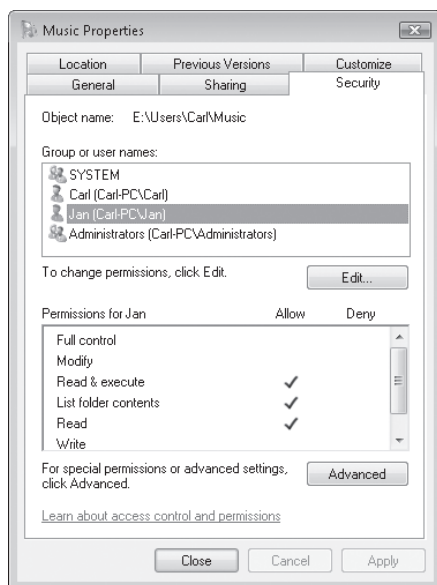 Music Properties
Location Previous Versions Customize
General Sharing Security
Object name: E:\Users\Carl\Music
Group or user names:
SYSTEM
Carl (Carl-PC\Carl)
Jan (Carl-PC\Jan)
Administrators (Carl-PC\Administrators)
To change permissions, click Edit.
Edit...
Permissions for Jan Allow Deny
Full control
Modify
Read & execute
List folder contents
Read
Write
For special permissions or advanced settings,
click Advanced.
Advanced
Learn about access control and permissions
Close Cancel Apply